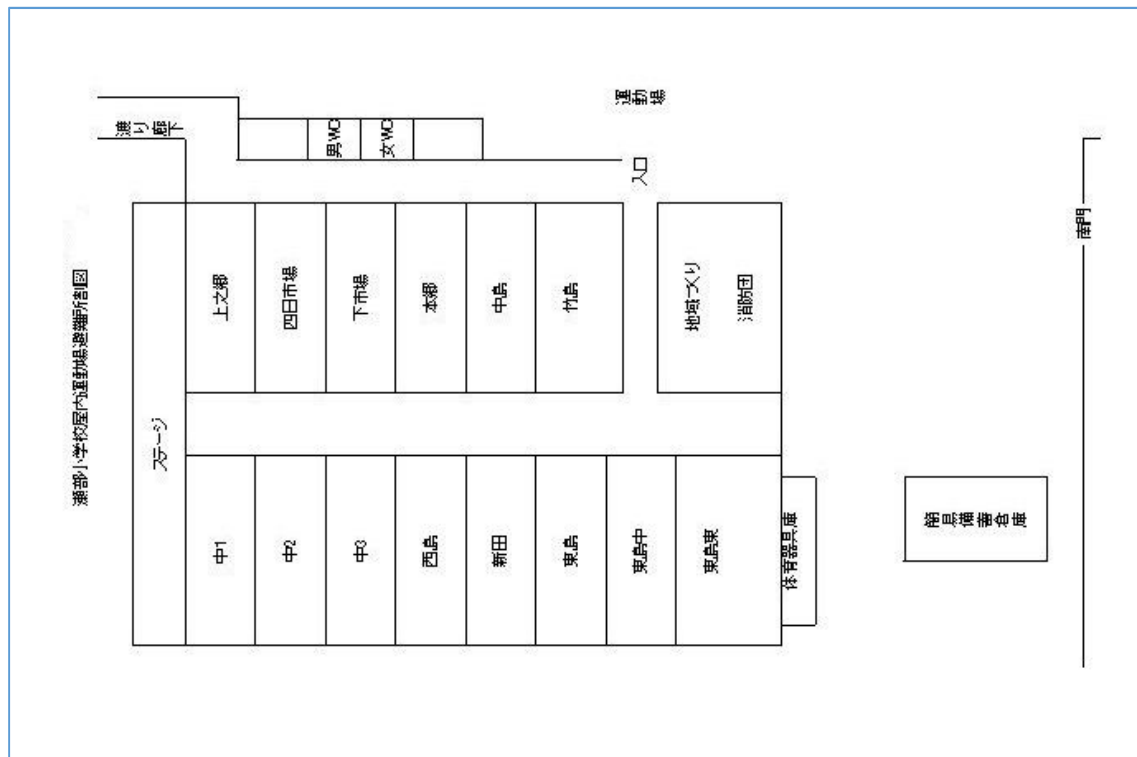 瀬部小学校屋内運動場避難所割図
渡り廊下
男WC
女WC
運動場
入口
南門
ステージ
上之郷
四日市場
下市場
本郷
中島
竹島
地域づくり
消防団
中1
中2
中3
西島
新田
東島
東島中
東島東
体育器具庫
簡易備蓄倉庫